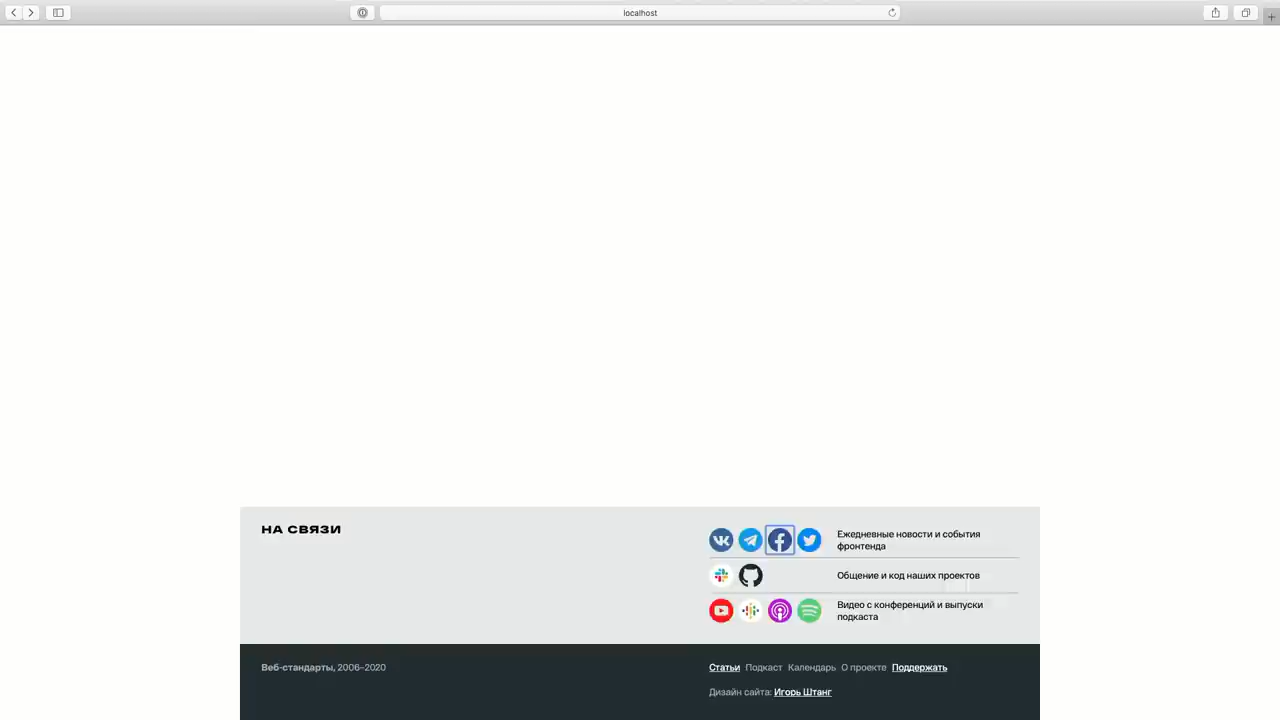 localhost
НА СВЯЗИ
Ежедневные новости и события
фронтенда
Общение и код наших проектов
Видео с конференций и выпуски
подкаста
Веб-стандарты, 2006–2020
Статьи Подкаст Календарь О проекте Поддержать
Дизайн сайта: Игорь Штанг